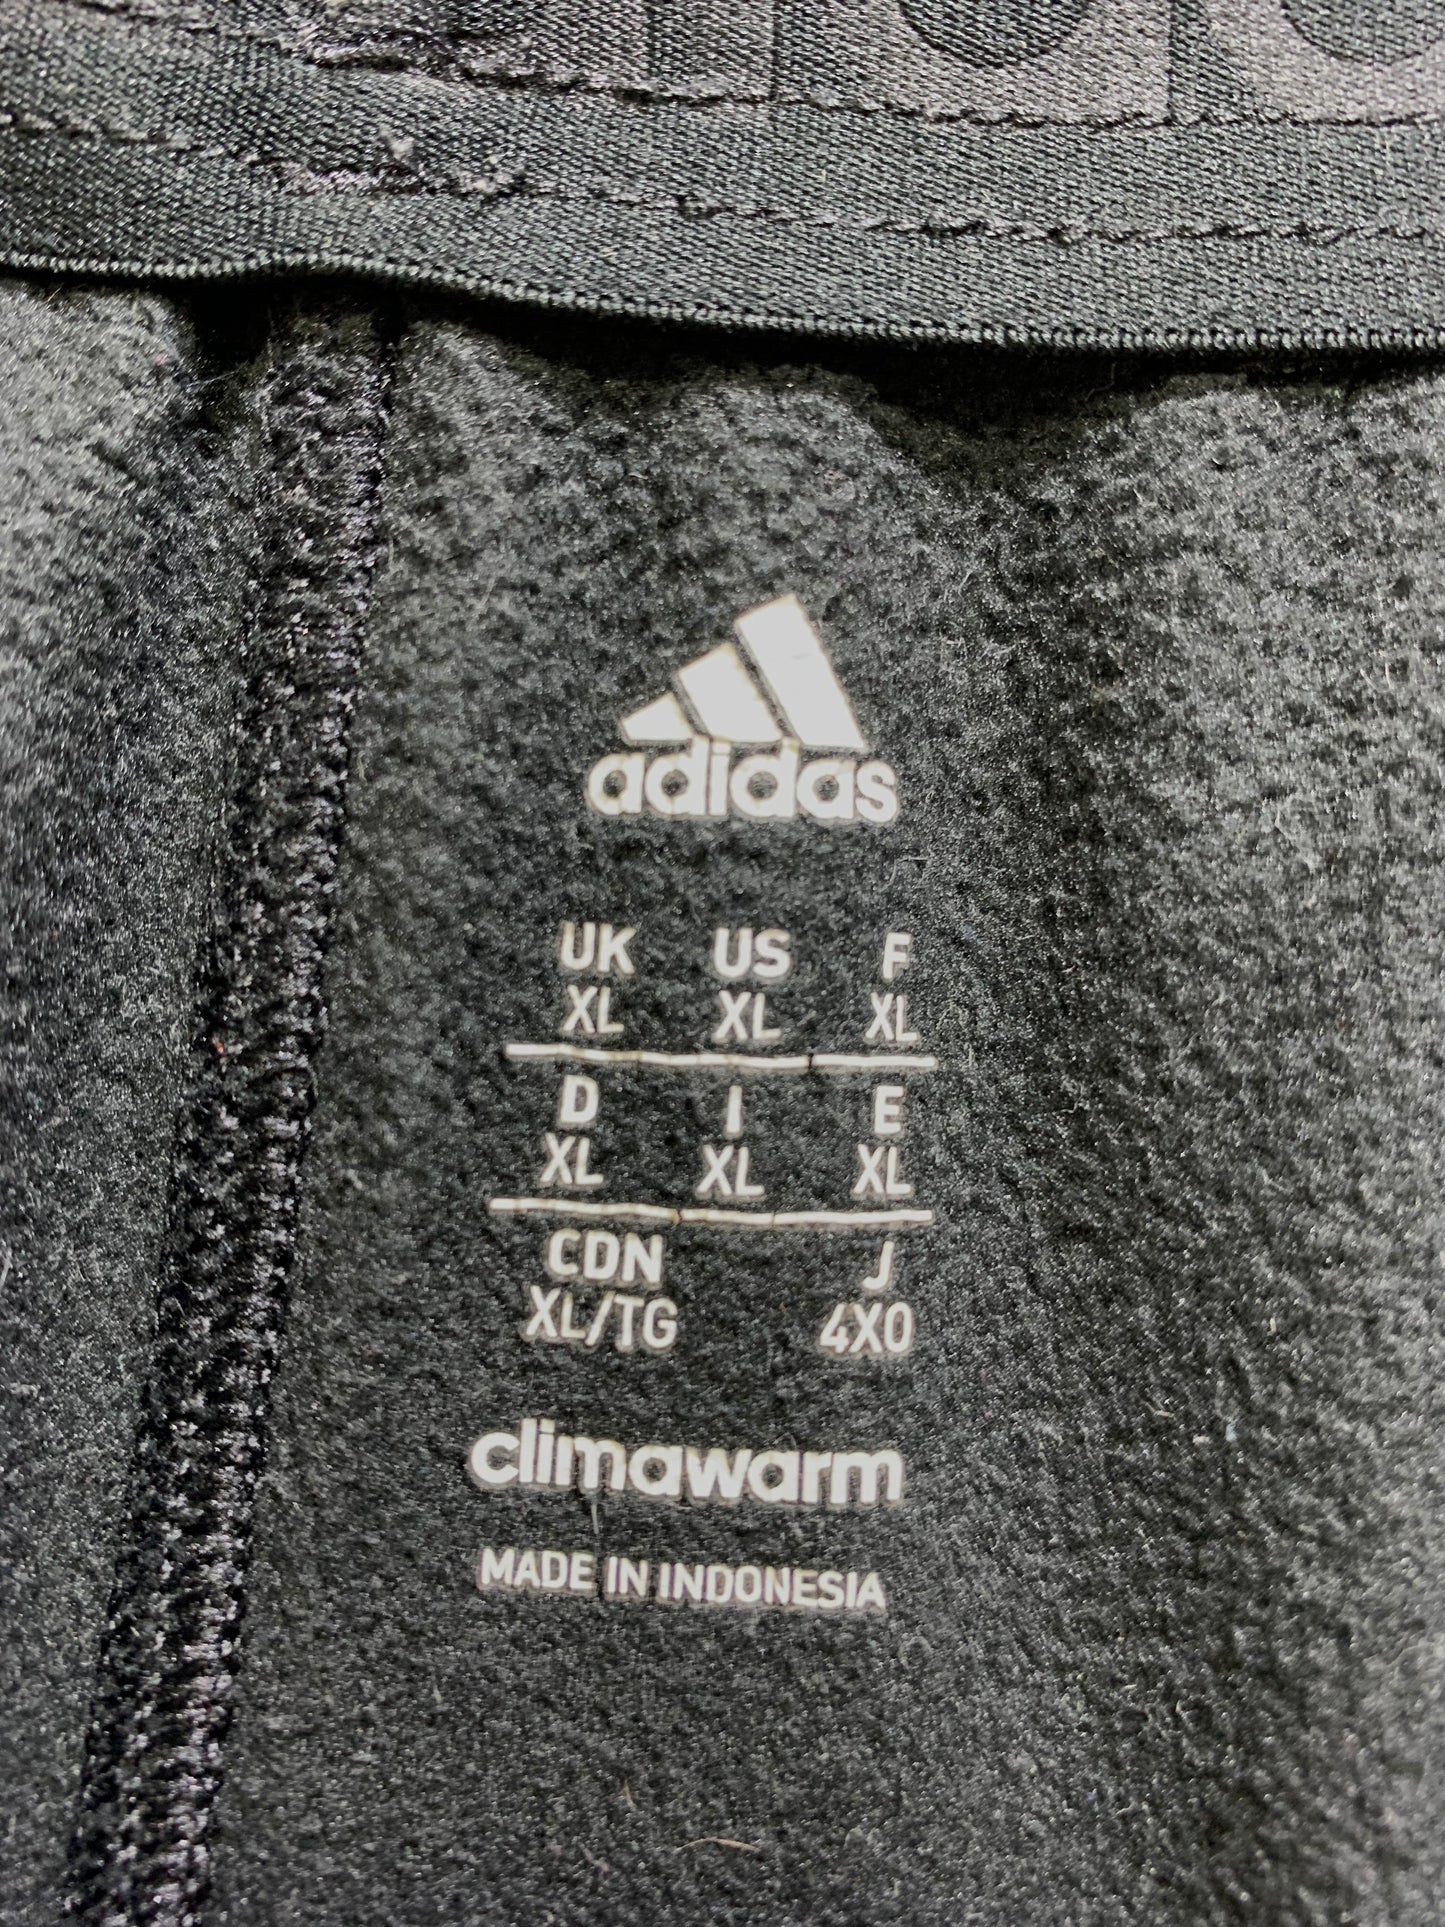 adidas
UK US F
XL XL XL
D I E
XL XL XL
CDN J
XL/TG 4XO
climawarm
MADE IN INDONESIA